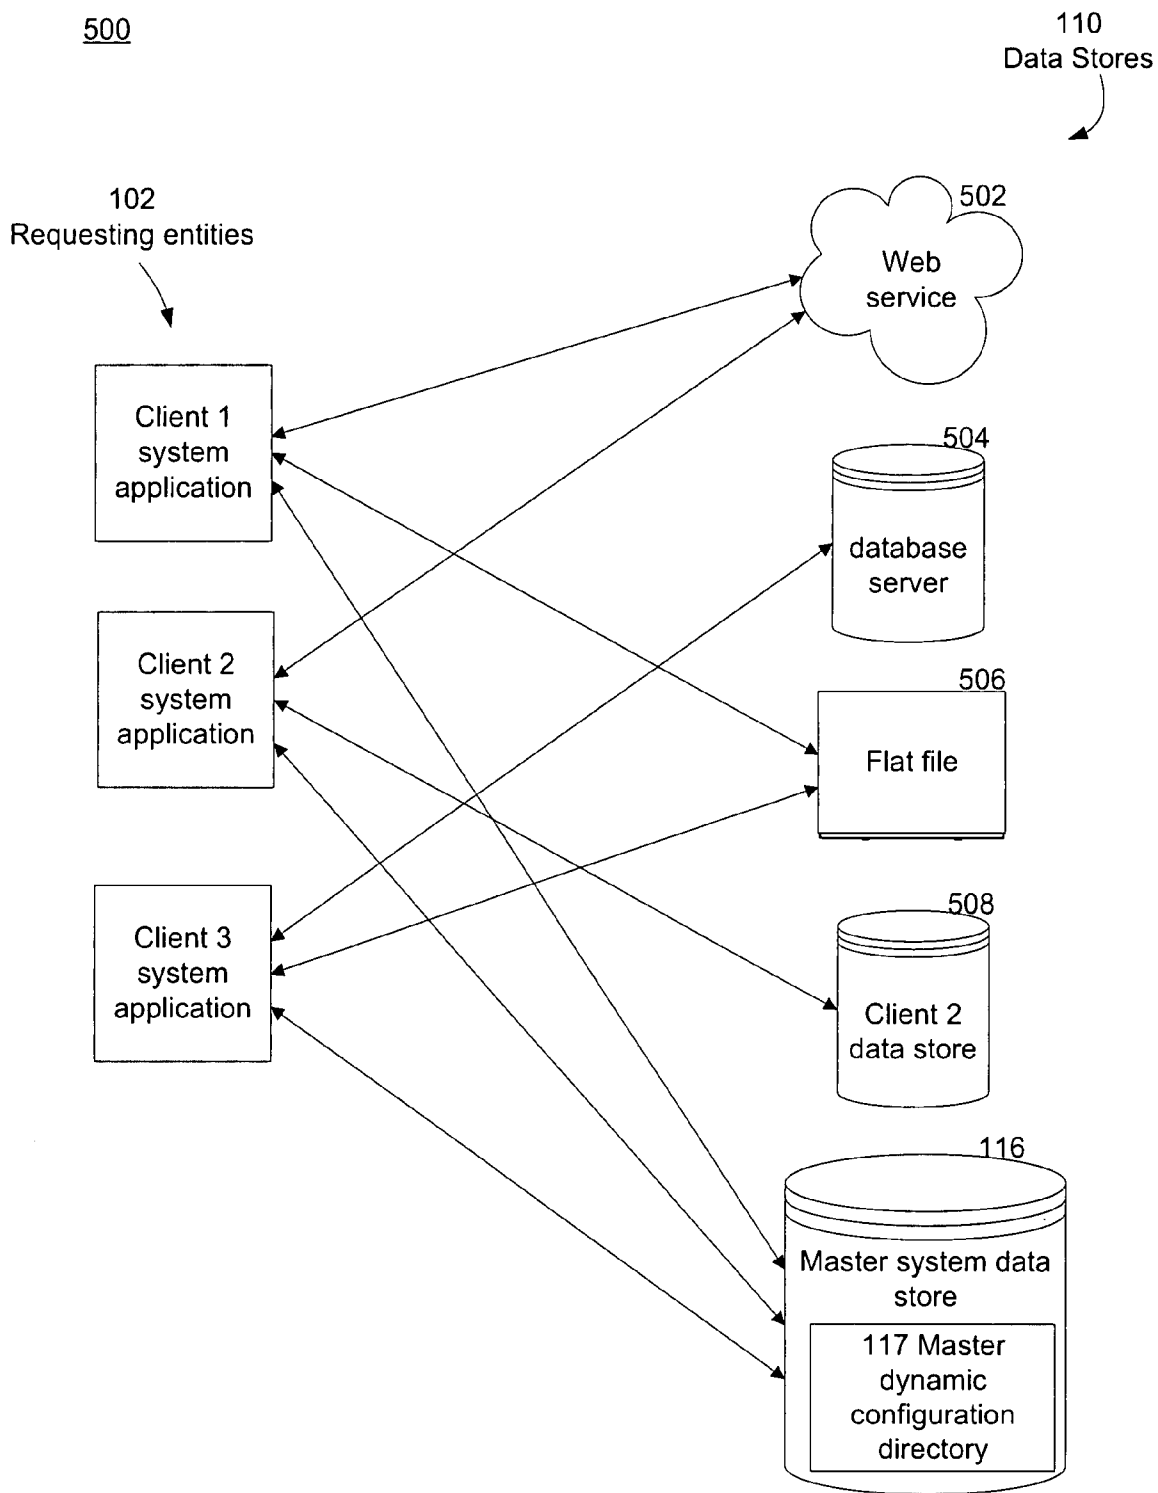 500
110
Data Stores
102
Requesting entities
502
Web
service
Client 1
system
application
504
database
server
Client 2
system
application
506
Flat file
Client 3
system
application
508
Client 2
data store
116
Master system data
store
117 Master
dynamic
configuration
directory